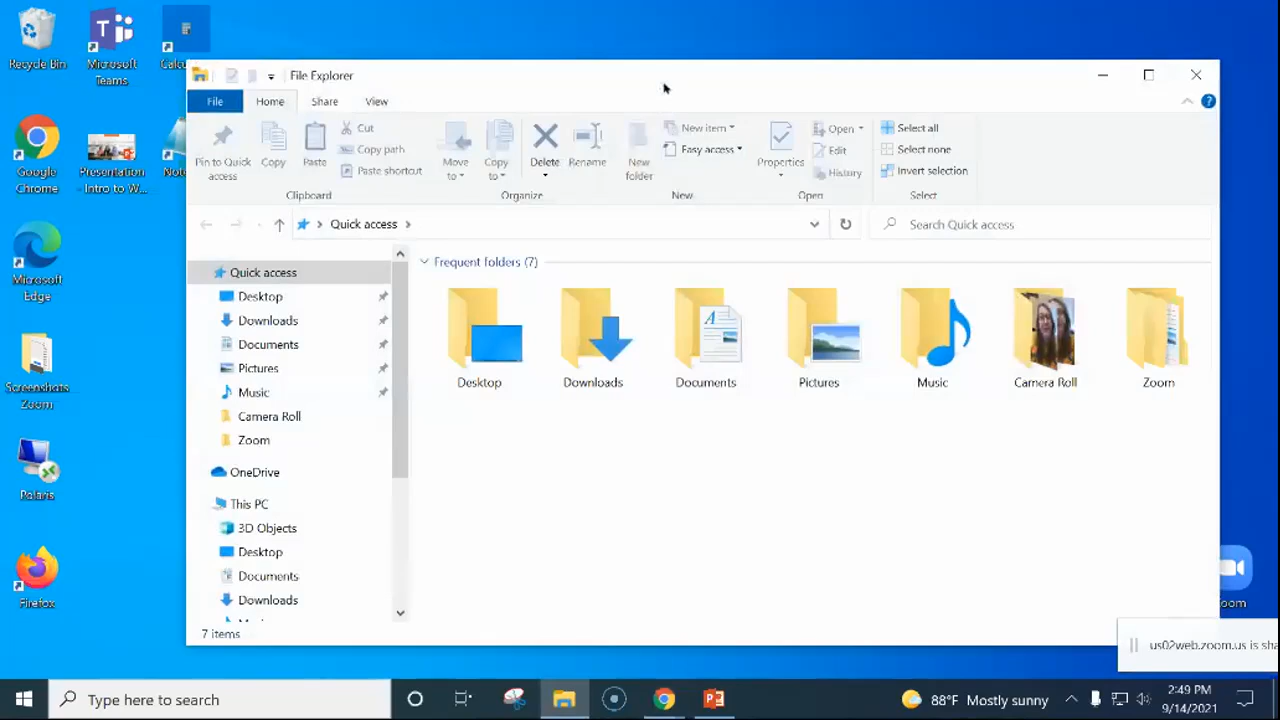 Recycle Bin
Microsoft
Teams
Calcu
Google
Chrome
Presentation
- Intro to W...
Not
Microsoft
Edge
Screenshots
Zoom
Polaris
Firefox
File Explorer
File
Home
Share
View
Pin to Quick
access
Copy
Paste
Cut
Copy path
Paste shortcut
Clipboard
Move
to
Copy
to
Delete
Rename
Organize
New
folder
New item
Easy access
New
Properties
Open
Edit
History
Open
Select all
Select none
Invert selection
Select
Quick access
Search Quick access
Quick access
Desktop
Downloads
Documents
Pictures
Music
Camera Roll
Zoom
OneDrive
This PC
3D Objects
Desktop
Documents
Downloads
Frequent folders (7)
Desktop
Downloads
Documents
Pictures
Music
Camera Roll
Zoom
7 items
oom
us02web.zoom.us is sha
Type here to search
88°F Mostly sunny
2:49 PM
9/14/2021